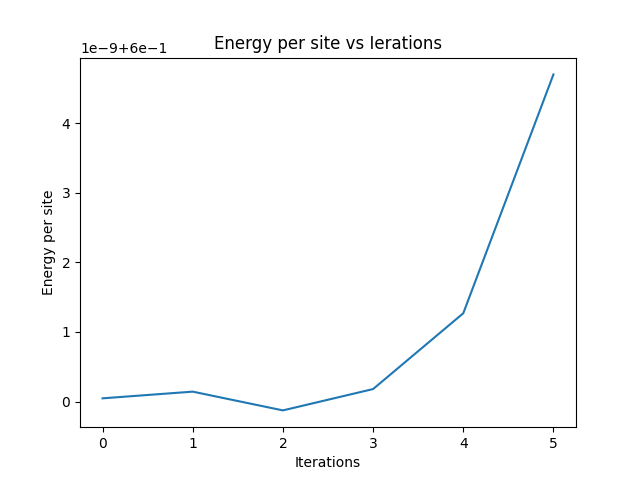 Energy per site vs Ierations
1e−9+6e−1
4
3
2
1
0
Energy per site
0 1 2 3 4 5
Iterations